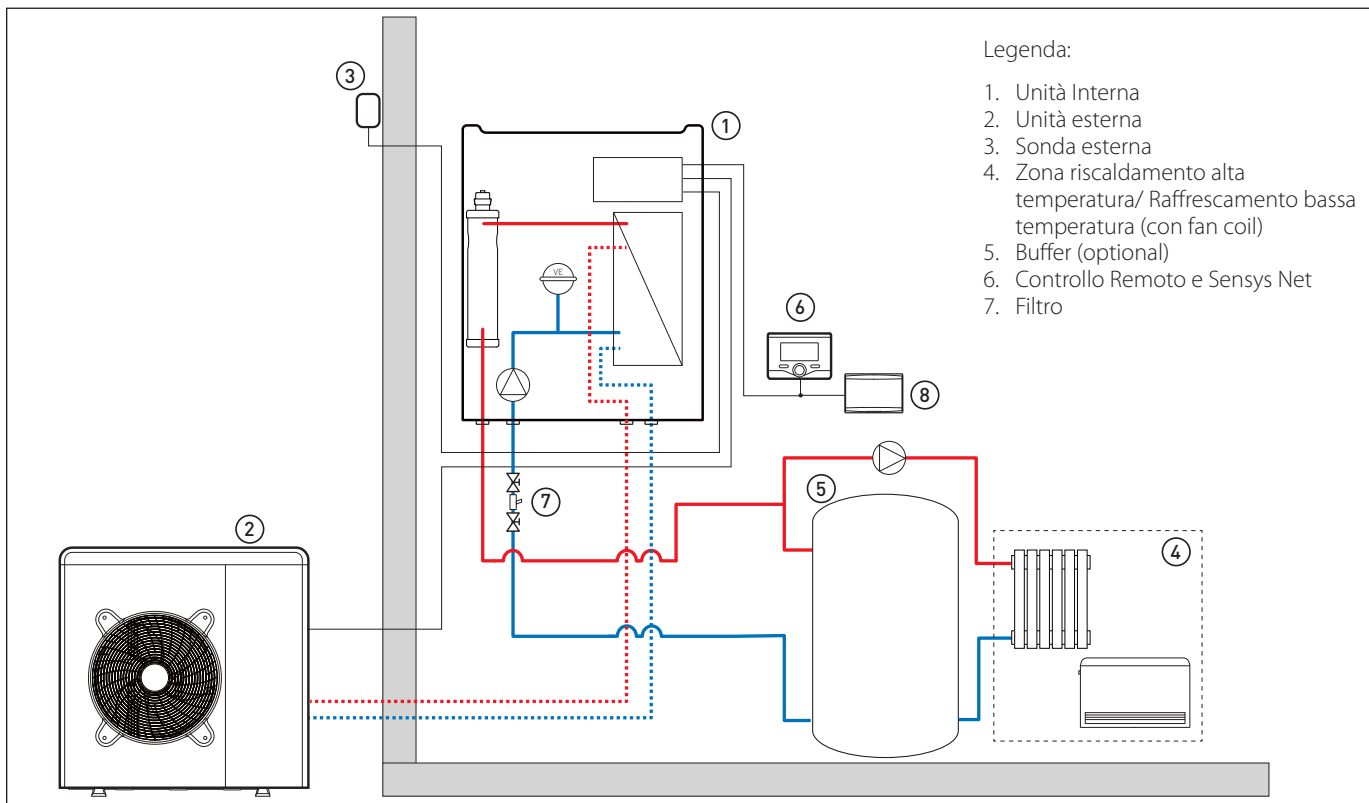 Legenda:
1. Unità Interna
2. Unità esterna
3. Sonda esterna
4. Zona riscaldamento alta
temperatura/ Raffrescamento bassa
temperatura (con fan coil)
5. Buffer (optional)
6. Controllo Remoto e Sensys Net
7. Filtro
3
1
VE
6
8
7
5
2
4